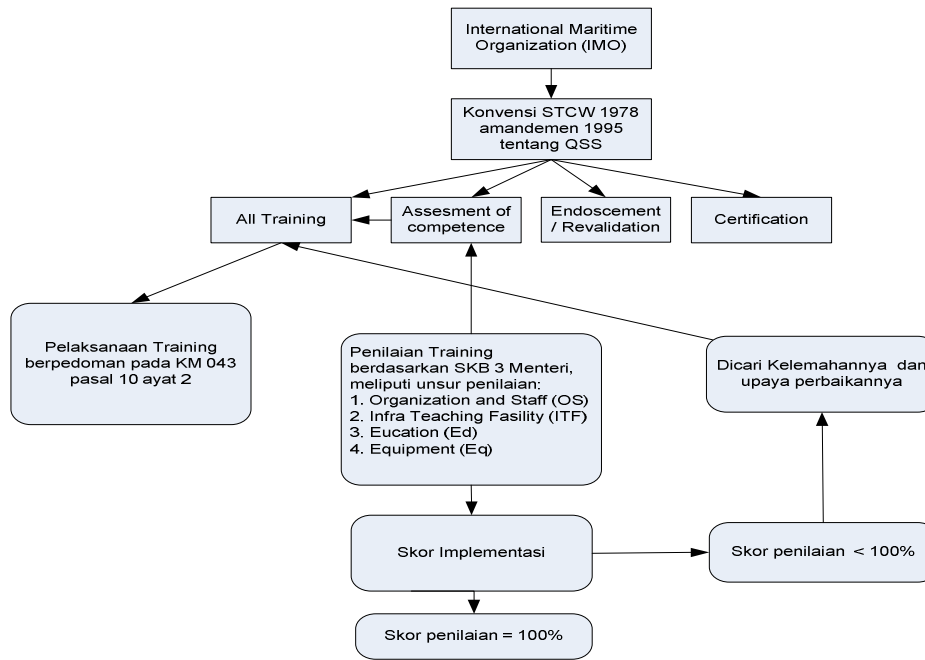 International Maritime
Organization (IMO)
Konvensi STCW 1978
amandemen 1995
tentang QSS
All Training
Assesment of
competence
Endoscement
/ Revalidation
Certification
Pelaksanaan Training
berpedoman pada KM 043
pasal 10 ayat 2
Penilaian Training
berdasarkan SKB 3 Menteri,
meliputi unsur penilaian:
1. Organization and Staff (OS)
2. Infra Teaching Fasility (ITF)
3. Eucation (Ed)
4. Equipment (Eq)
Dicari Kelemahannya dan
upaya perbaikannya
Skor Implementasi
Skor penilaian < 100%
Skor penilaian = 100%